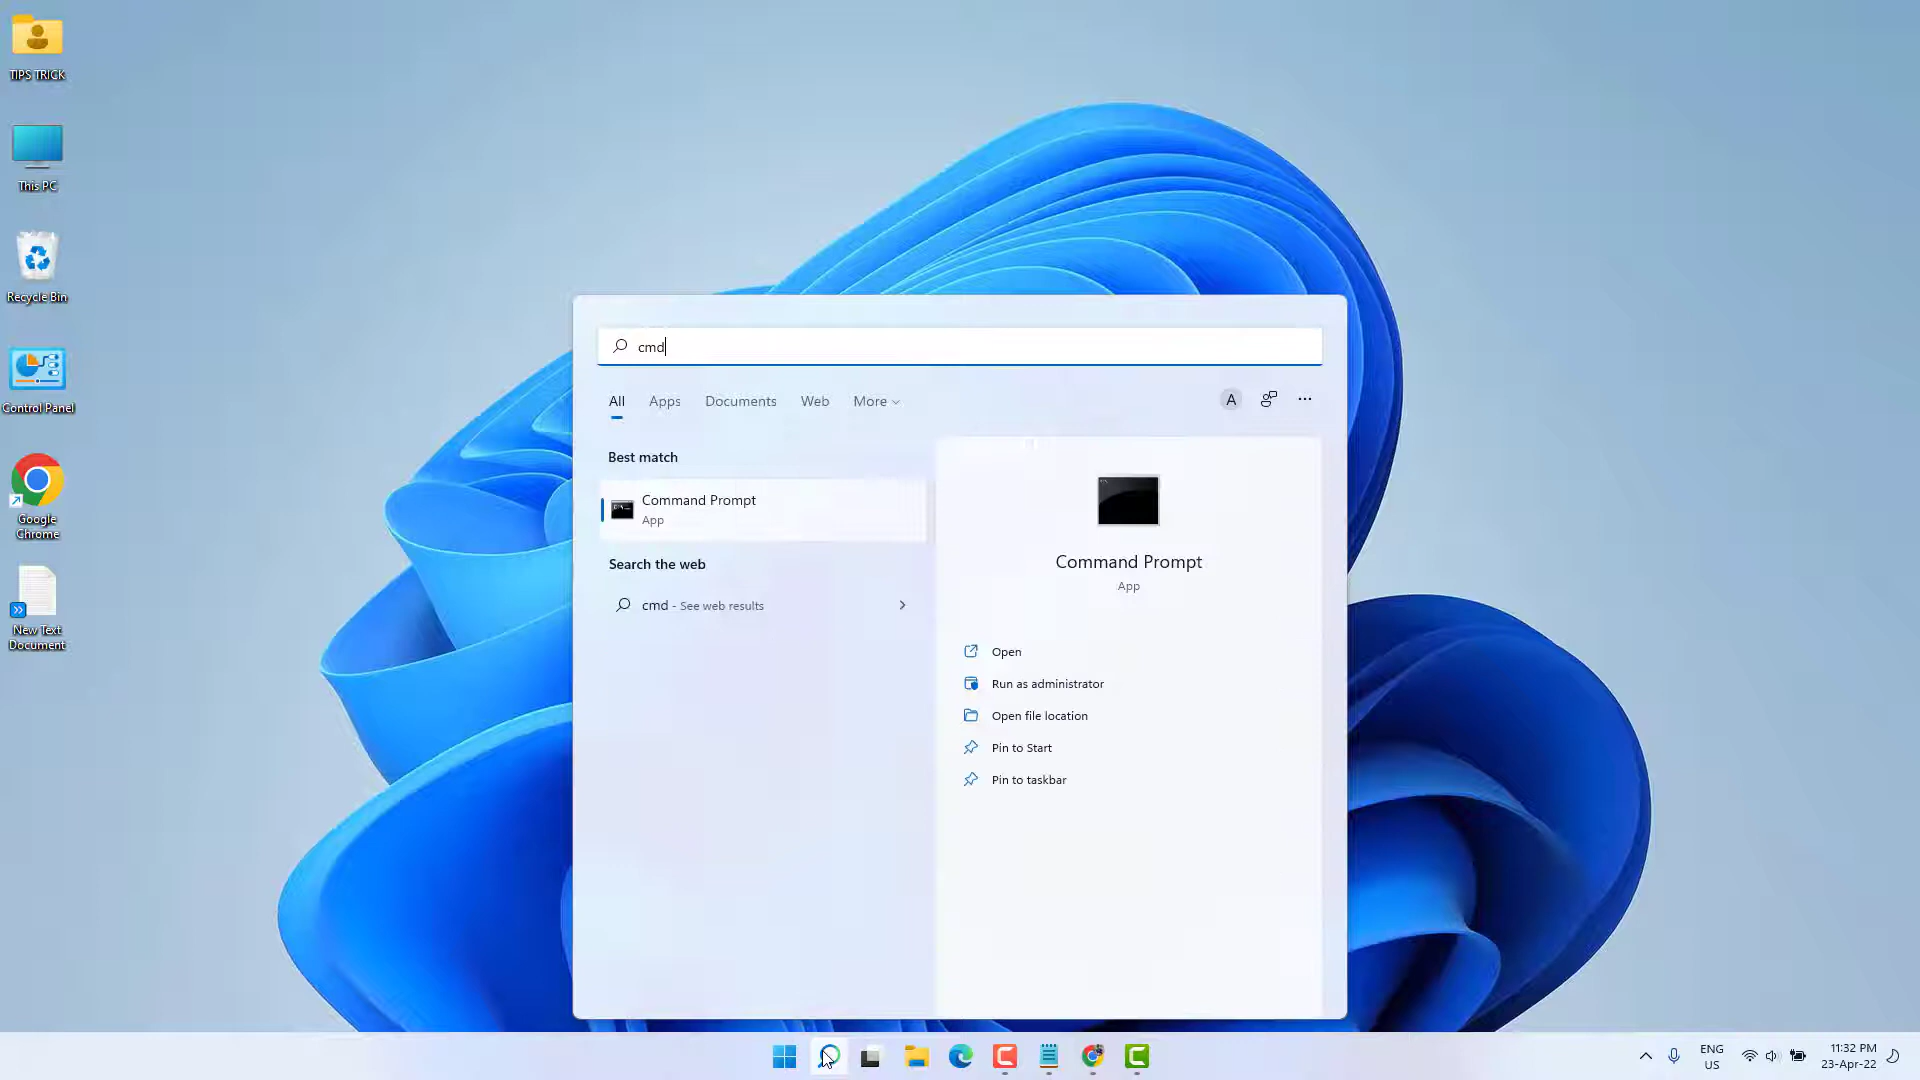 TIPS TRICK
This PC
Recycle Bin
Control Panel
Google
Chrome
New Text
Document
cmd
All
Apps
Documents
Web
More
A
Best match
Command Prompt
App
Search the web
cmd - See web results
Command Prompt
App
Open
Run as administrator
Open file location
Pin to Start
Pin to taskbar
ENG
US
11:32 PM
23-Apr-22